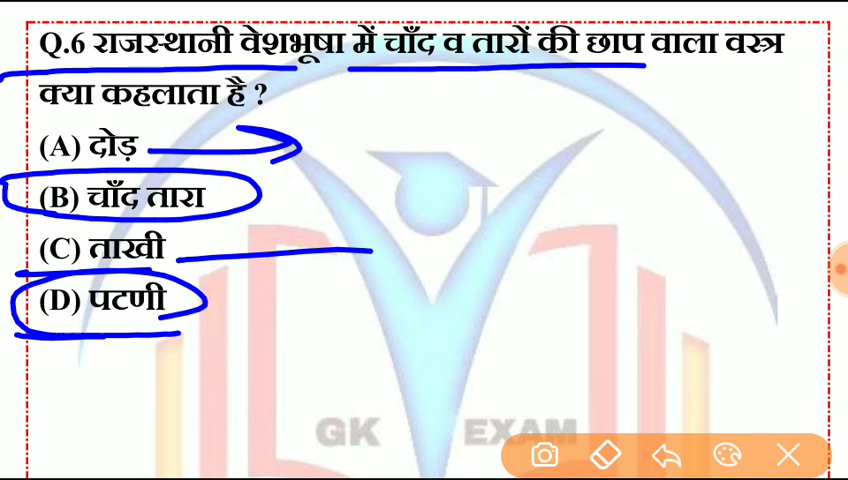 Q.6 राजस्थानी वेशभूषा में चाँद व तारों की छाप वाला वस्त्र
क्या कहलाता है ?
(A) दोड़
(B) चाँद तारा
(C) ताखी
(D) पटणी
GK EXAM